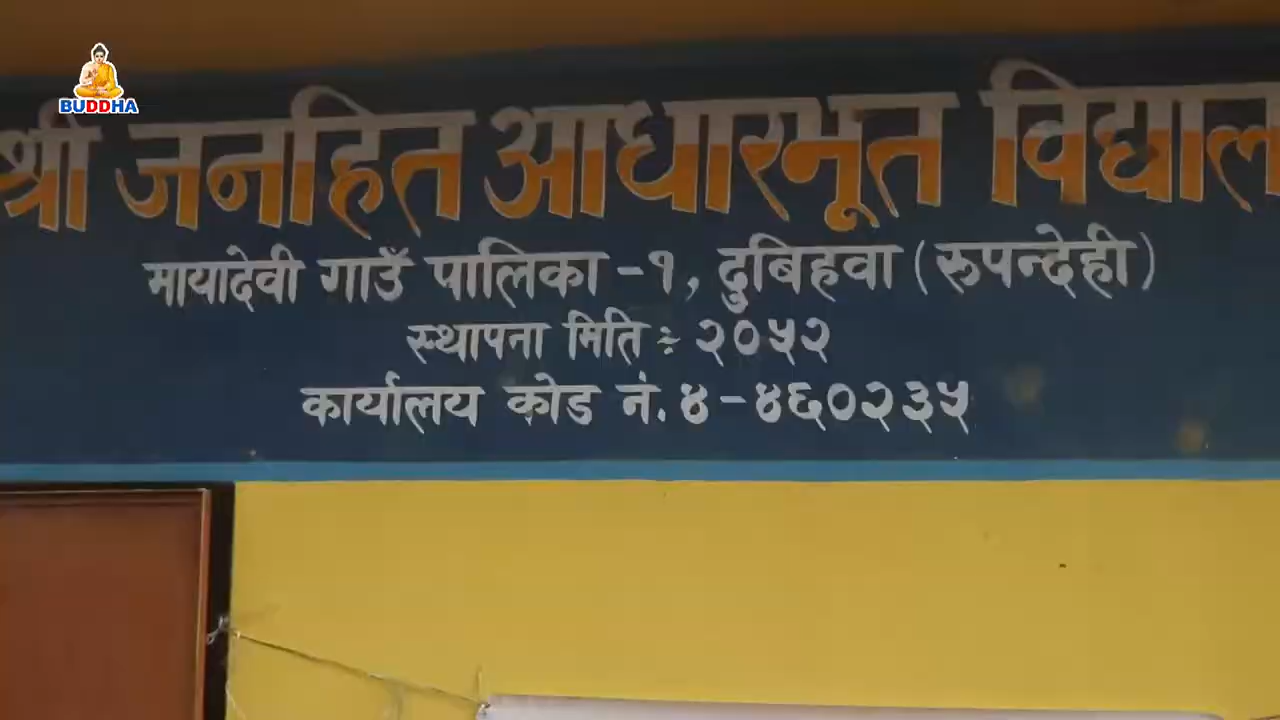 BUDDHA
श्री जनहित आधारभूत विद्याल
मायादेवी गाउँ पालिका -१, दुबिहवा (रुपन्देही)
स्थापना मिति ः २०५२
कार्यालय कोड नं. ४-४६०२३५